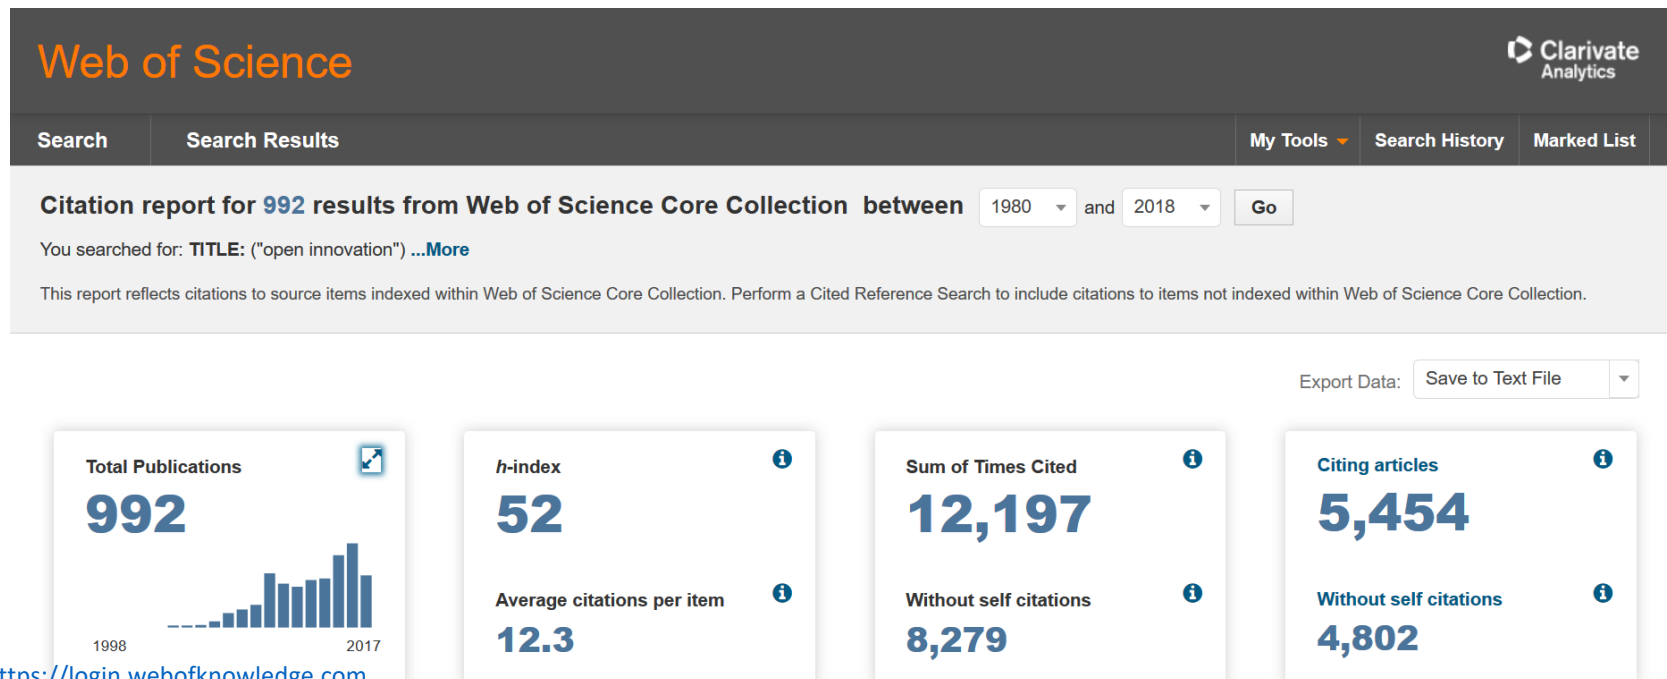 Web of Science
Clarivate
Analytics
Search
Search Results
My Tools
Search History
Marked List
Citation report for 992 results from Web of Science Core Collection between 1980 and 2018 Go
You searched for: TITLE: ("open innovation") ...More
This report reflects citations to source items indexed within Web of Science Core Collection. Perform a Cited Reference Search to include citations to items not indexed within Web of Science Core Collection.
Export Data: Save to Text File
Total Publications
992
1998 2017
h-index
52
Average citations per item
12.3
Sum of Times Cited
12,197
Without self citations
8,279
Citing articles
5,454
Without self citations
4,802
ttps://login.webofknowledge.com